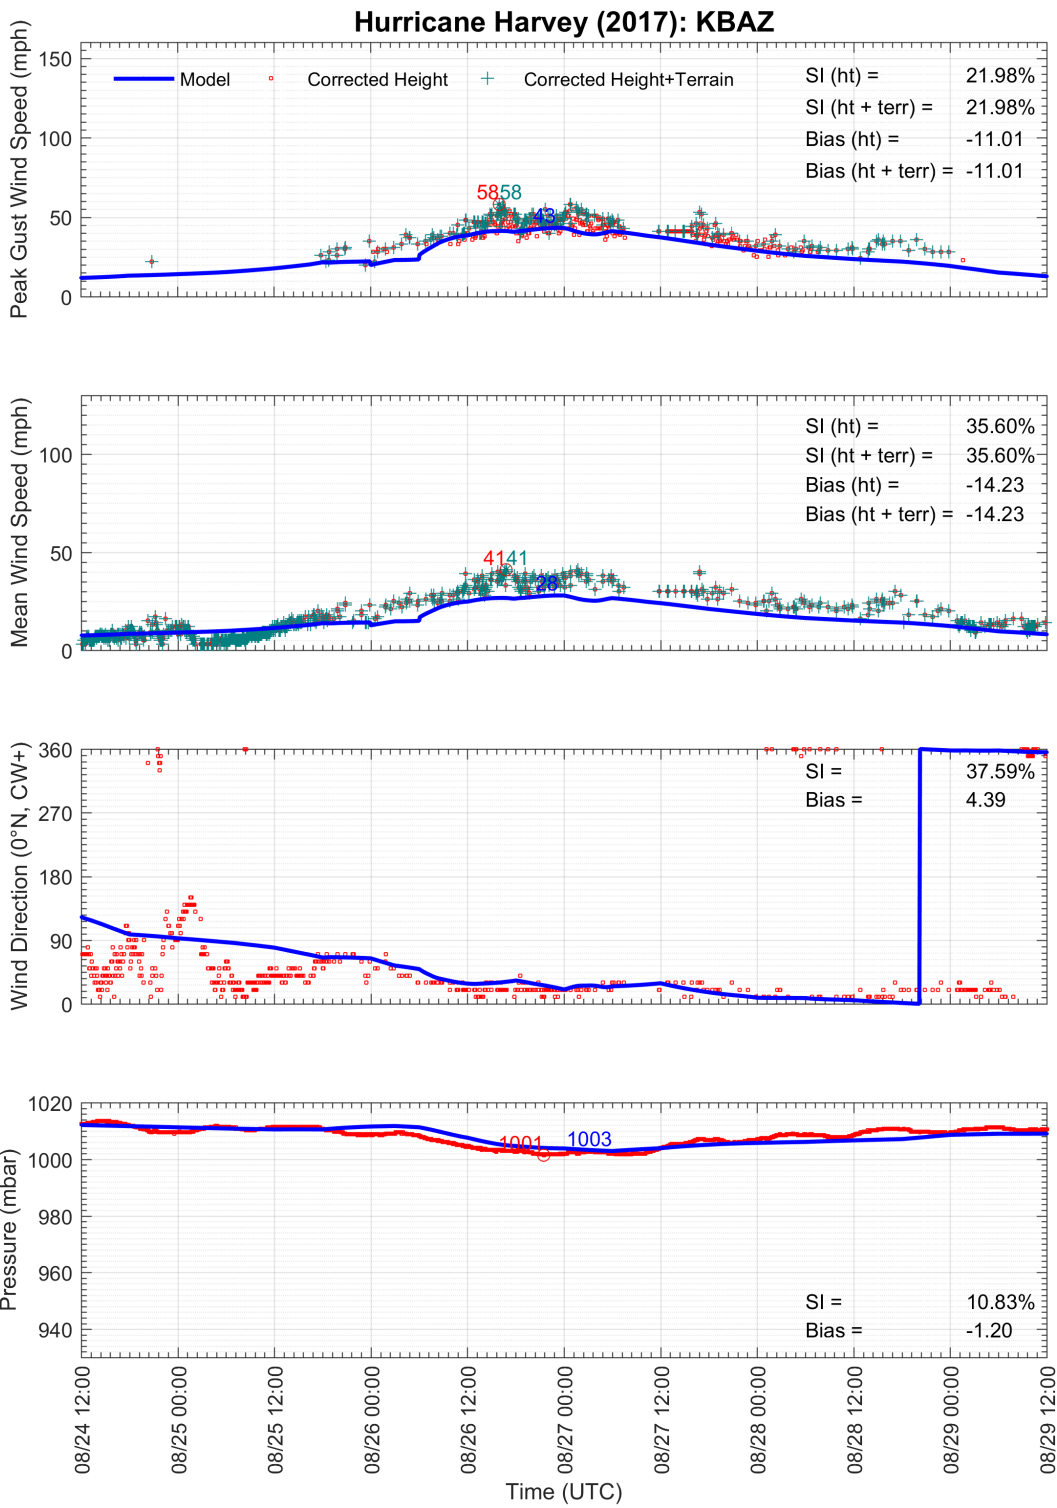 Hurricane Harvey (2017): KBAZ
Peak Gust Wind Speed (mph)
150
100
50
0
Model
Corrected Height
Corrected Height+Terrain
SI (ht) = 21.98%
SI (ht + terr) = 21.98%
Bias (ht) = -11.01
Bias (ht + terr) = -11.01
58
58
43
Mean Wind Speed (mph)
100
50
0
SI (ht) = 35.60%
SI (ht + terr) = 35.60%
Bias (ht) = -14.23
Bias (ht + terr) = -14.23
41
41
28
Wind Direction (0°N, CW+)
360
270
180
90
0
SI = 37.59%
Bias = 4.39
Pressure (mbar)
1020
1000
980
960
940
1001
1003
SI = 10.83%
Bias = -1.20
08/24 12:00
08/25 00:00
08/25 12:00
08/26 00:00
08/26 12:00
08/27 00:00
08/27 12:00
08/28 00:00
08/28 12:00
08/29 00:00
08/29 12:00
Time (UTC)